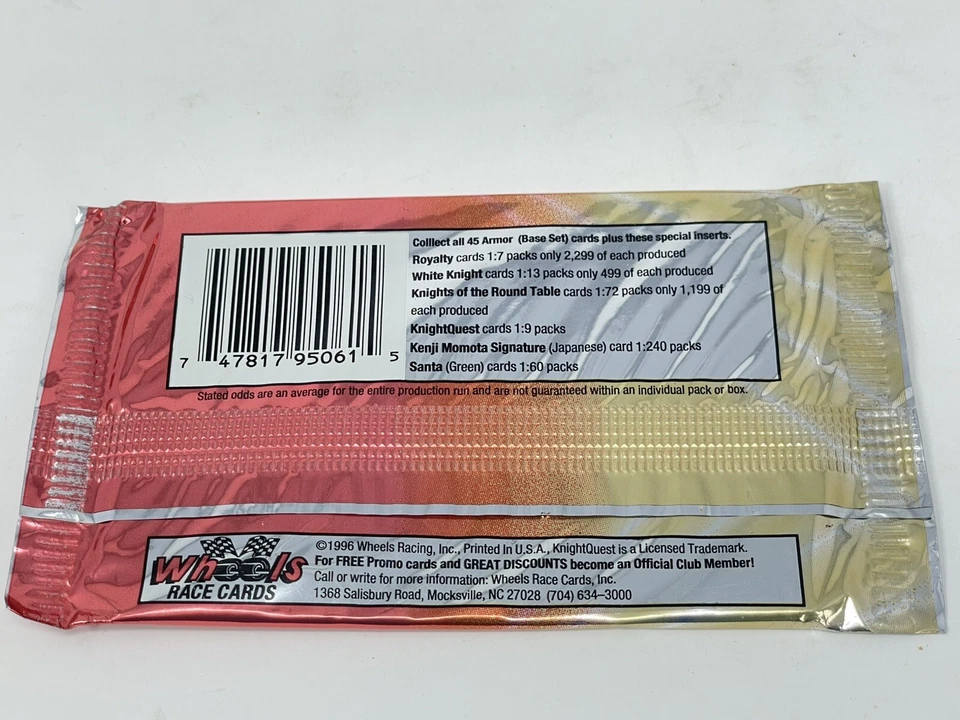 Colllect all 45 Armor (Base Set) cards plus these special inserts.
Royalty cards 1:7 packs only 2,299 of each produced
White Knight cards 1:13 packs only 499 of each produced
Knights of the Round Table cards 1:72 packs only 1,199 of
each produced
KnightQuest cards 1:9 packs
Kenji Momota Signature (Japanese) card 1:240 packs
Santa (Green) cards 1:60 packs
7 47817 95061 5
Stated odds are an average for the entire production run and are not guaranteed within an individual pack or box.
Wheels
RACE CARDS
©1996 Wheels Racing, Inc., Printed In U.S.A., KnightQuest is a Licensed Trademark.
For FREE Promo cards and GREAT DISCOUNTS become an Official Club Member!
Call or write for more information: Wheels Race Cards, Inc.
1368 Salisbury Road, Mocksville, NC 27028 (704) 634–3000